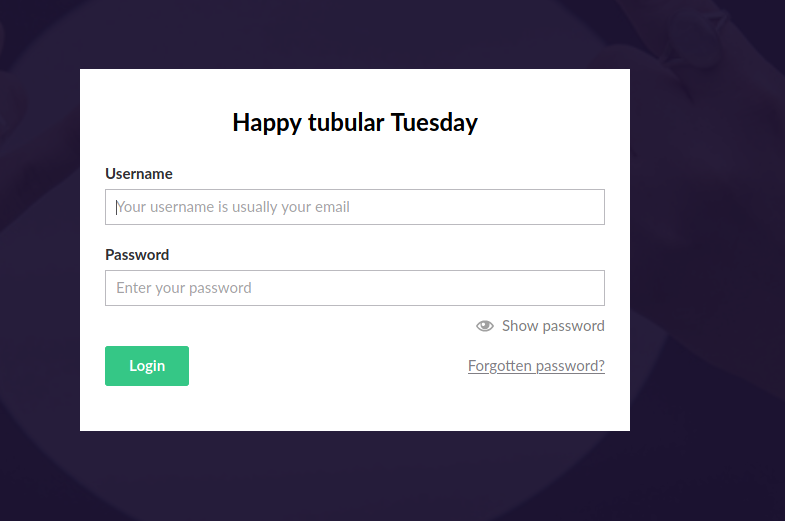 Happy tubular Tuesday
Username
Your username is usually your email
Password
Enter your password
Show password
Login
Forgotten password?